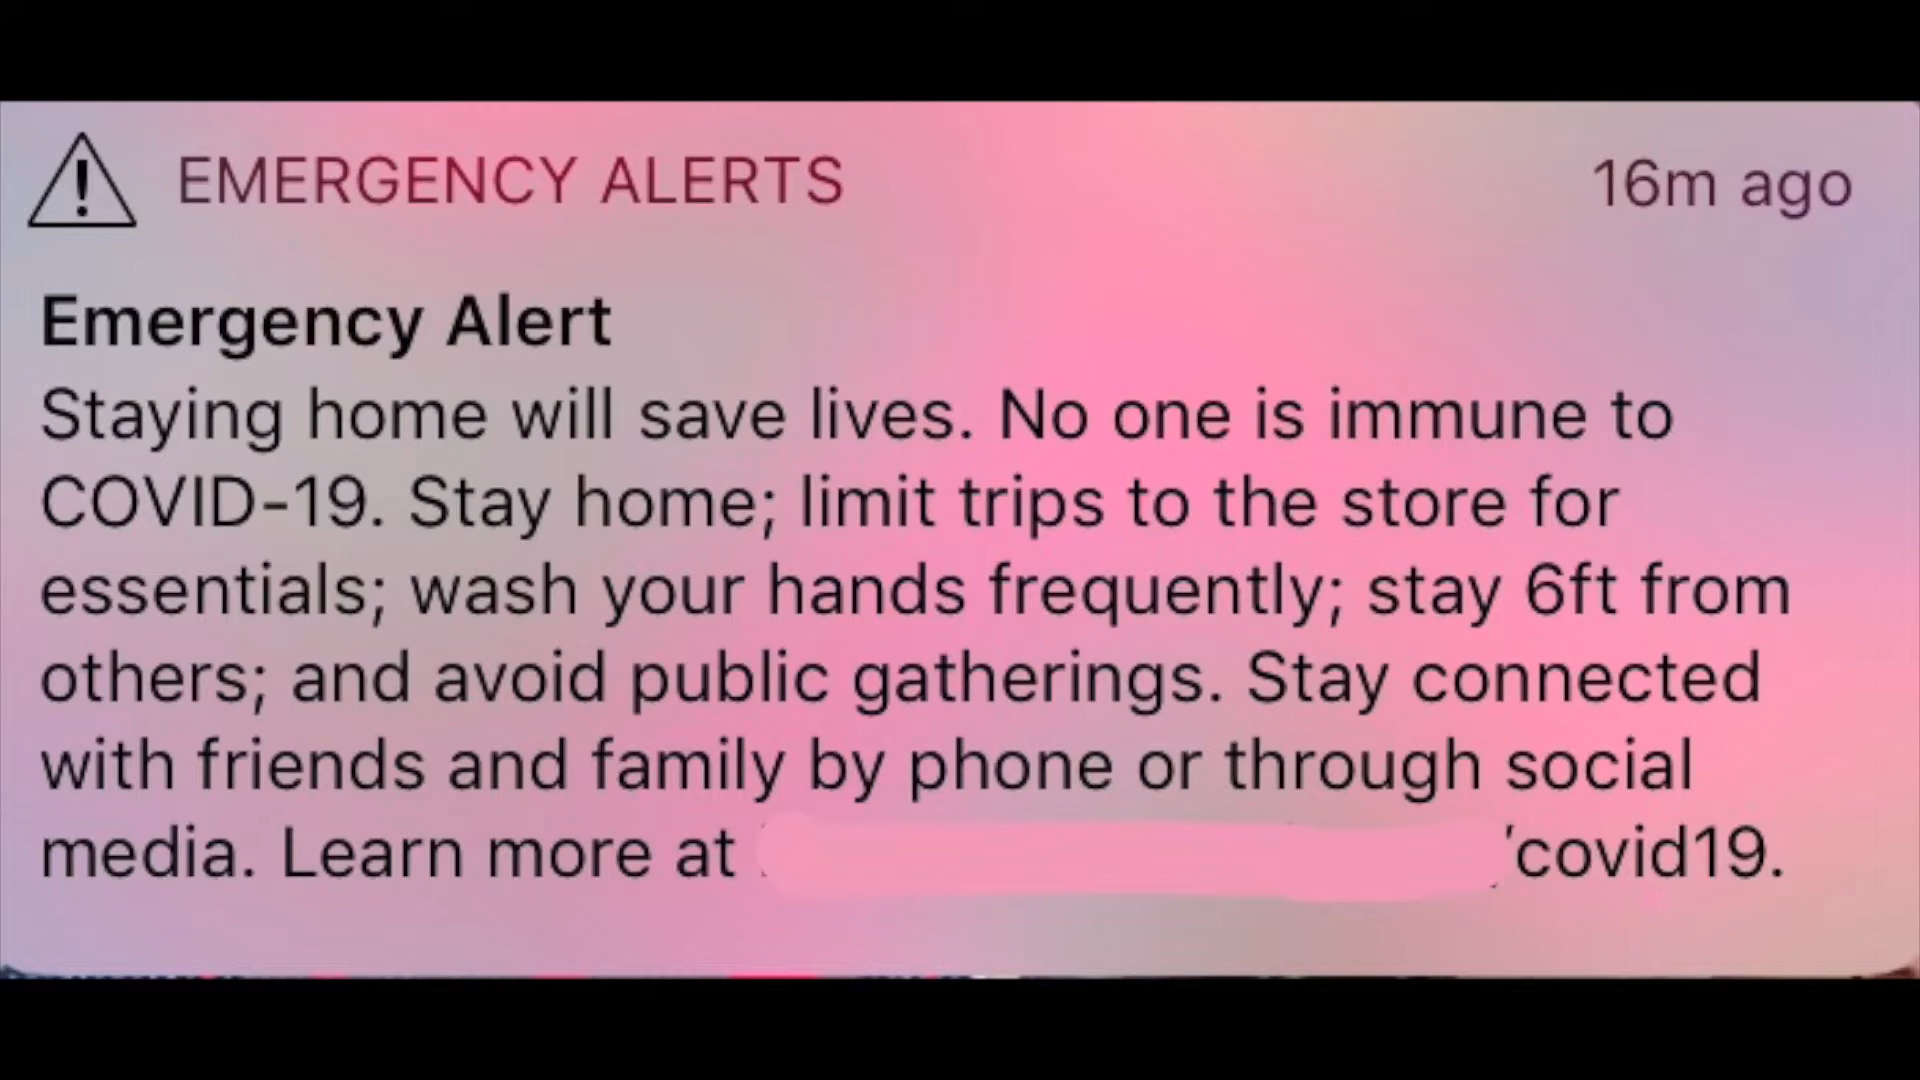 EMERGENCY ALERTS
16m ago
Emergency Alert
Staying home will save lives. No one is immune to
COVID-19. Stay home; limit trips to the store for
essentials; wash your hands frequently; stay 6ft from
others; and avoid public gatherings. Stay connected
with friends and family by phone or through social
media. Learn more at /covid19.